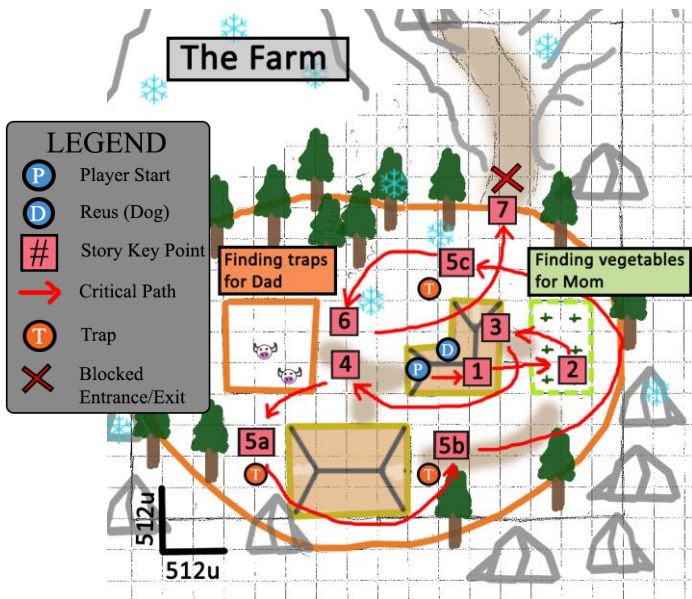 The Farm
LEGEND
P Player Start
D Reus (Dog)
# Story Key Point
Critical Path
T Trap
Blocked
Entrance/Exit
7
5c
Finding traps
for Dad
Finding vegetables
for Mom
T
6
3
4
D
P
1
2
5a
5b
T
T
512u
512u